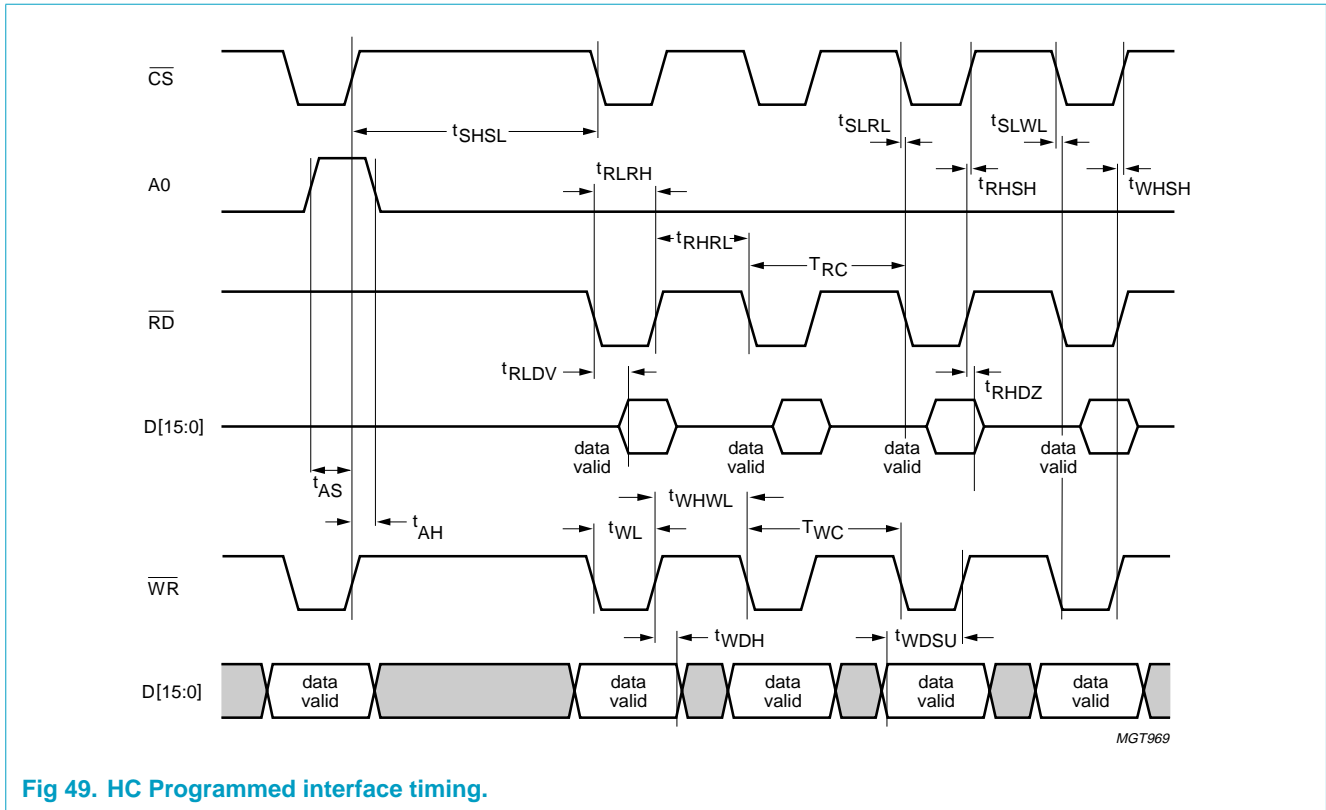 CS
tSHSL
tSLRL
tSLWL
A0
tRLRH
tRHSH
tWHSH
tRHRL
TRC
RD
tRLDV
tRHDZ
D[15:0]
data valid
data valid
data valid
data valid
tAS
tAH
tWHWL
tWL
TWC
WR
tWDH
tWDSU
D[15:0]
data valid
data valid
data valid
data valid
data valid
MGT969
Fig 49. HC Programmed interface timing.